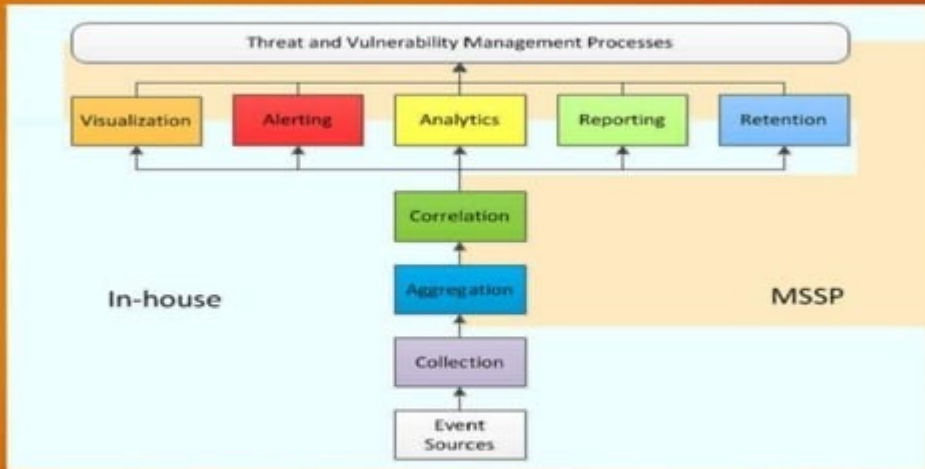 Threat and Vulnerability Management Processes
Visualization
Alerting
Analytics
Reporting
Retention
Correlation
In-house
Aggregation
MSSP
Collection
Event
Sources